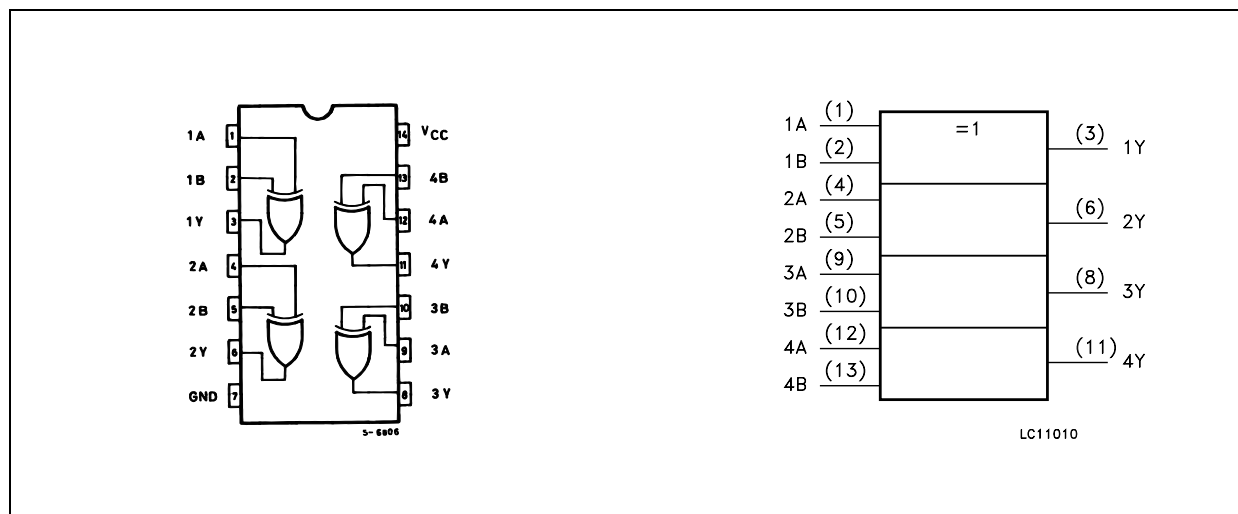 1A 1 14 VCC
1B 2 13 4B
1Y 3 12 4A
2A 4 11 4Y
2B 5 10 3B
2Y 6 9 3A
GND 7 8 3Y
S-6806
=1
1A (1)
1B (2)
2A (4)
2B (5)
3A (9)
3B (10)
4A (12)
4B (13)
(3) 1Y
(6) 2Y
(8) 3Y
(11) 4Y
LC11010